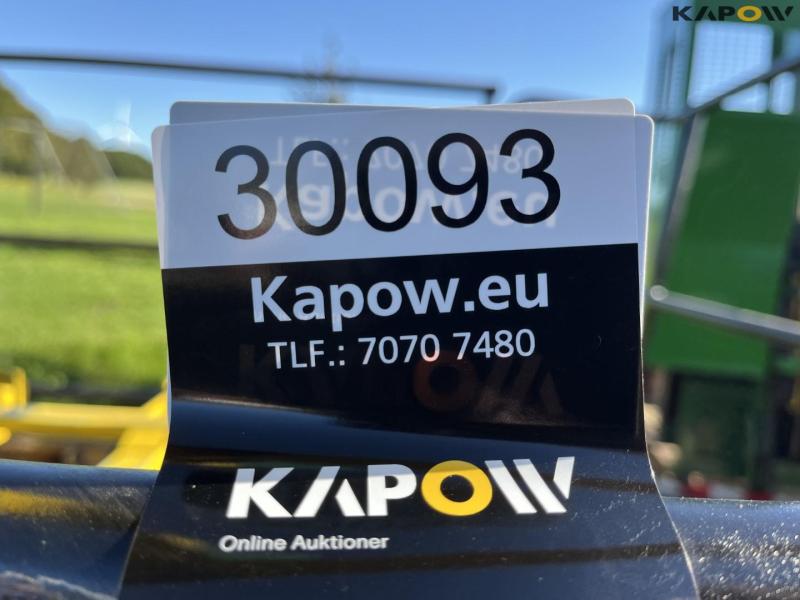 KAPOW
30093
Kapow.eu
TLF.: 7070 7480
KAPOW
Online Auktioner